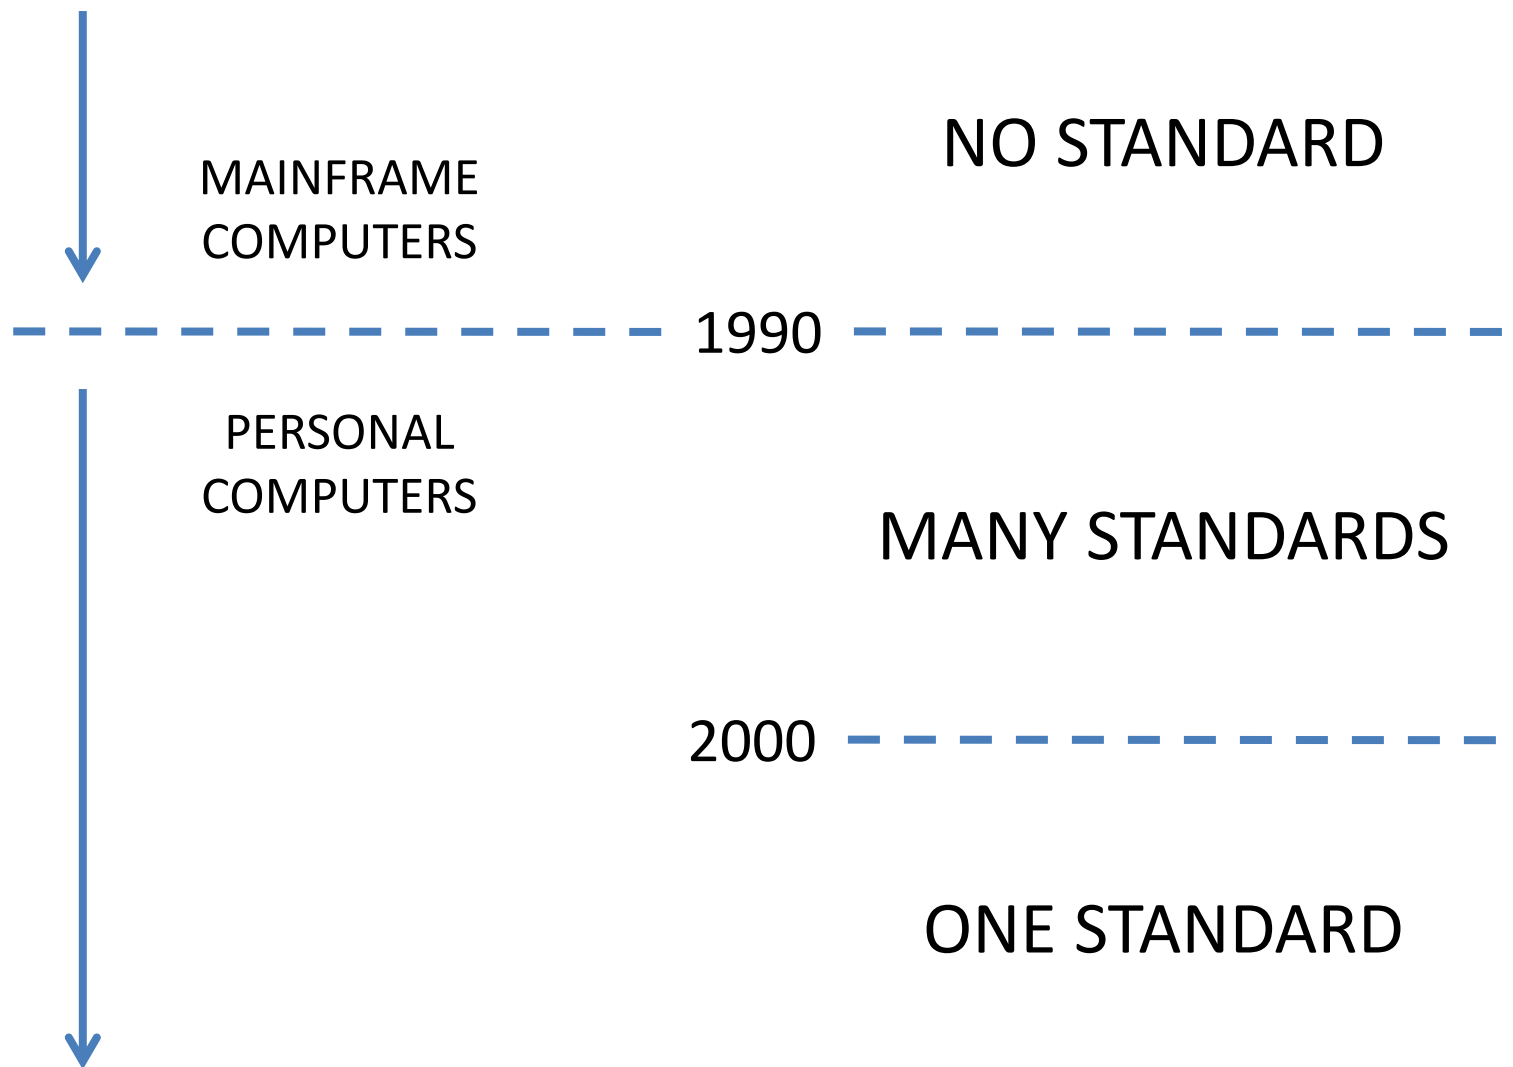 NO STANDARD
MAINFRAME
COMPUTERS
1990
PERSONAL
COMPUTERS
MANY STANDARDS
2000
ONE STANDARD